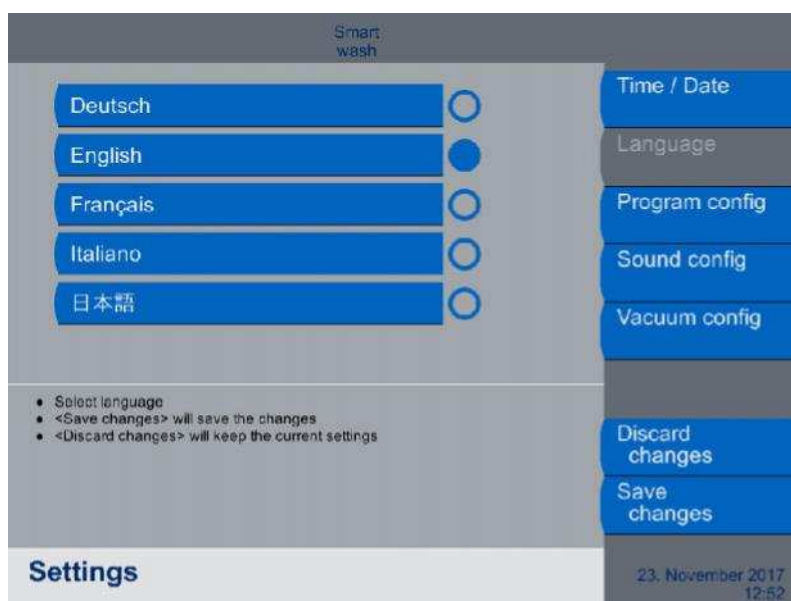 Smart
wash
Deutsch
English
Français
Italiano
日本語
• Select language
• <Save changes> will save the changes
• <Discard changes> will keep the current settings
Settings
Time / Date
Language
Program config
Sound config
Vacuum config
Discard
changes
Save
changes
23. November 2017
12:52